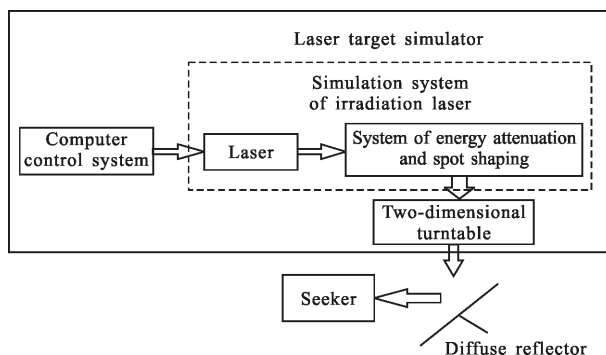 Laser target simulator
Simulation system
of irradiation laser
Computer
control system
Laser
System of energy attenuation
and spot shaping
Two-dimensional
turntable
Seeker
Diffuse reflector